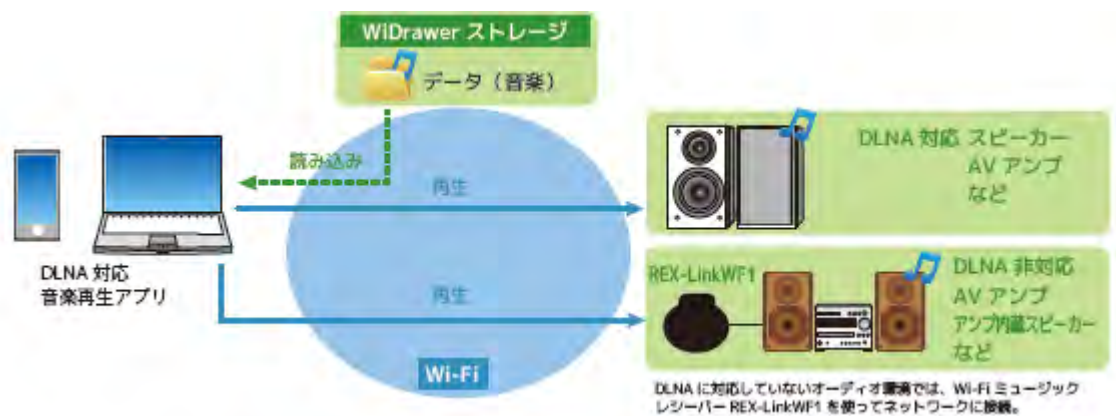 WiDrawer ストレージ
データ（音楽）
読み込み
再生
DLNA 対応 スピーカー
AV アンプ
など
DLNA 対応
音楽再生アプリ
再生
Wi-Fi
REX-LinkWF1
DLNA 非対応
AV アンプ
アンプ内蔵スピーカー
など
DLNA に対応していないオーディオ環境では、Wi-Fi ミュージック
レシーバー REX-LinkWF1 を使ってネットワークに接続。